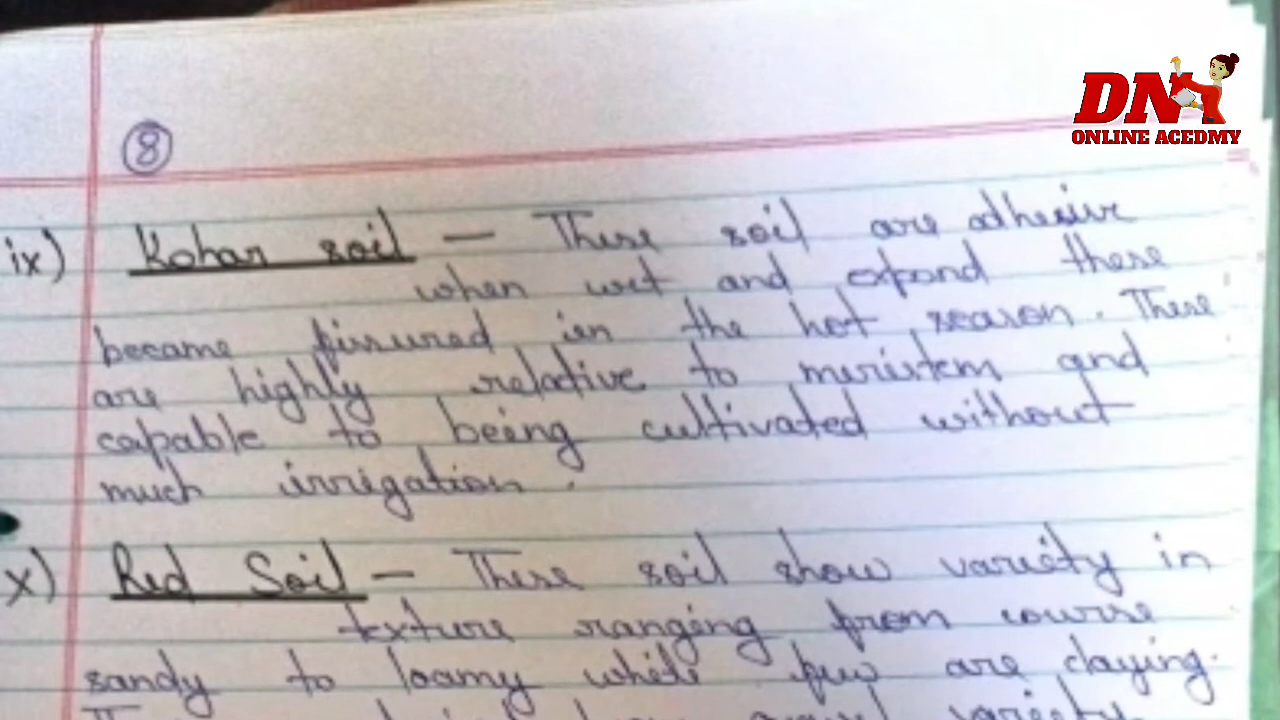 DN
ONLINE ACEDMY
8
ix) Kohar soil — These soil are adhesive
when wet and expand these
became fissured in the hot season. These
are highly relative to meristem and
capable to being cultivated without
much irrigation.
x) Red Soil — These soil show variety in
texture ranging from course
sandy to loamy while few are claying.
variety